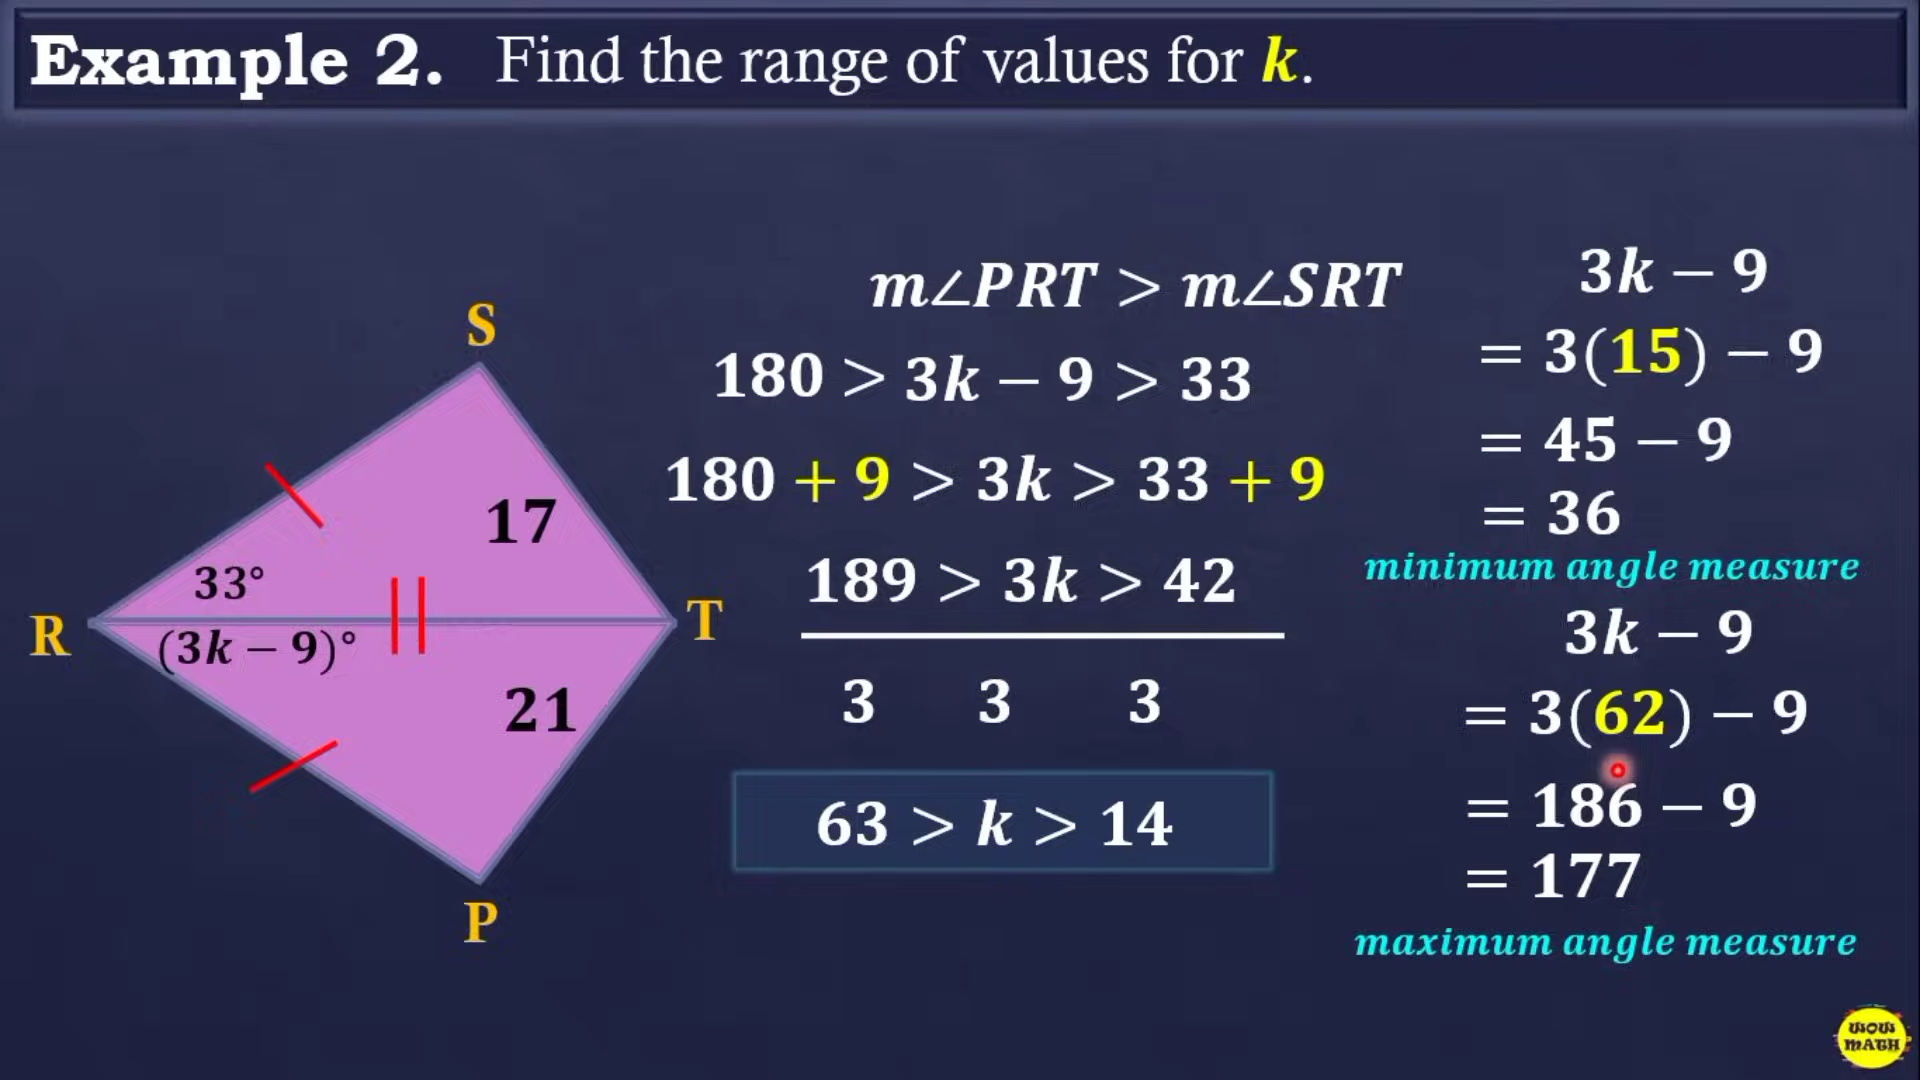 Example 2. Find the range of values for k.
S
17
33°
R
T
(3k − 9)°
21
P
m∠PRT > m∠SRT
180 > 3k − 9 > 33
180 + 9 > 3k > 33 + 9
189 > 3k > 42
3 3 3
63 > k > 14
3k − 9
= 3(15) − 9
= 45 − 9
= 36
minimum angle measure
3k − 9
= 3(62) − 9
= 186 − 9
= 177
maximum angle measure
WOW
MATH